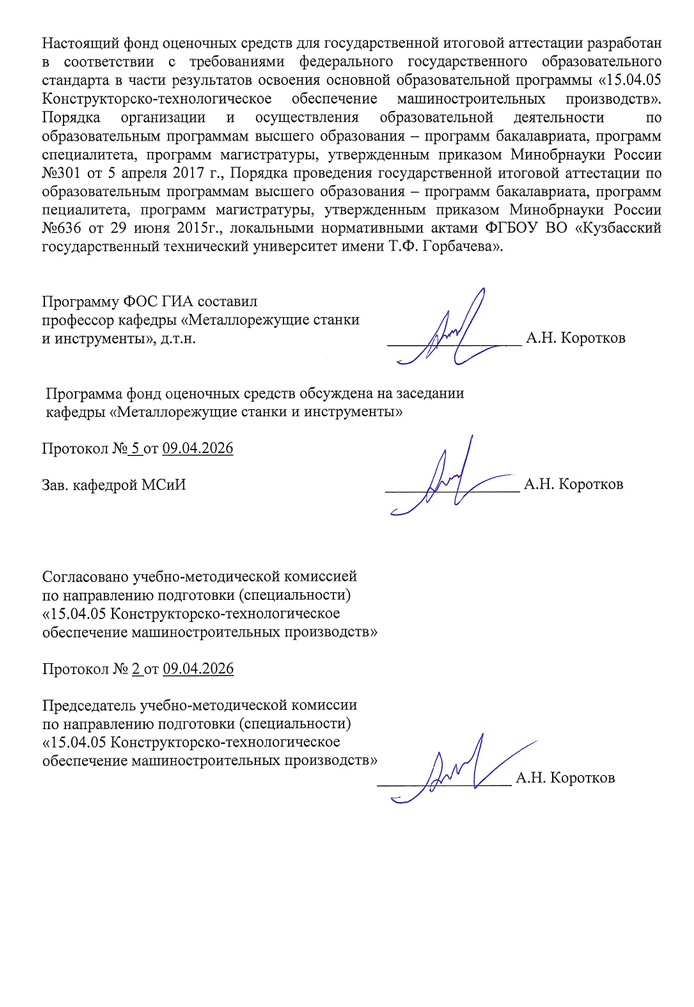 Настоящий фонд оценочных средств для государственной итоговой аттестации разработан
в соответствии с требованиями федерального государственного образовательного
стандарта в части результатов освоения основной образовательной программы «15.04.05
Конструкторско-технологическое обеспечение машиностроительных производств».
Порядка организации и осуществления образовательной деятельности по
образовательным программам высшего образования – программ бакалавриата, программ
специалитета, программ магистратуры, утвержденным приказом Минобрнауки России
№301 от 5 апреля 2017 г., Порядка проведения государственной итоговой аттестации по
образовательным программам высшего образования – программ бакалавриата, программ
пециалитета, программ магистратуры, утвержденным приказом Минобрнауки России
№636 от 29 июня 2015г., локальными нормативными актами ФГБОУ ВО «Кузбасский
государственный технический университет имени Т.Ф. Горбачева».
Программу ФОС ГИА составил
профессор кафедры «Металлорежущие станки
и инструменты», д.т.н. А.Н. Коротков
Программа фонд оценочных средств обсуждена на заседании
кафедры «Металлорежущие станки и инструменты»
Протокол № 5 от 09.04.2026
Зав. кафедрой МСиИ А.Н. Коротков
Согласовано учебно-методической комиссией
по направлению подготовки (специальности)
«15.04.05 Конструкторско-технологическое
обеспечение машиностроительных производств»
Протокол № 2 от 09.04.2026
Председатель учебно-методической комиссии
по направлению подготовки (специальности)
«15.04.05 Конструкторско-технологическое
обеспечение машиностроительных производств»
А.Н. Коротков